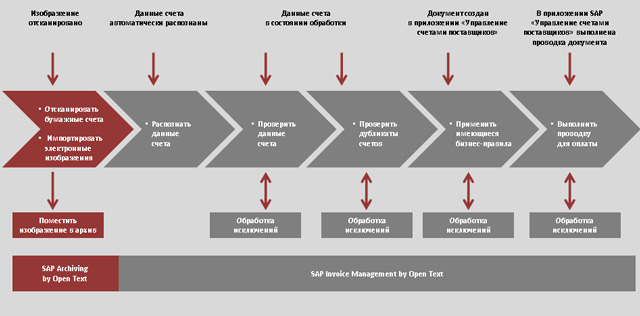 Изображение
отсканировано
Данные счета
автоматически распознаны
Данные счета
в состоянии обработки
Документ создан
в приложении «Управление
счетами поставщиков»
В приложении SAP
«Управление счетами
поставщиков» выполнена
проводка документа
• Отсканировать
бумажные счета
• Импортировать
электронные
изображения
• Распознать
данные
счета
• Проверить
данные
счета
• Проверить
дубликаты
счетов
• Применить
имеющиеся
бизнес-правила
• Выполнить
проводку
для оплаты
Поместить
изображение в архив
Обработка
исключений
Обработка
исключений
Обработка
исключений
Обработка
исключений
SAP Archiving
by Open Text
SAP Invoice Management by Open Text